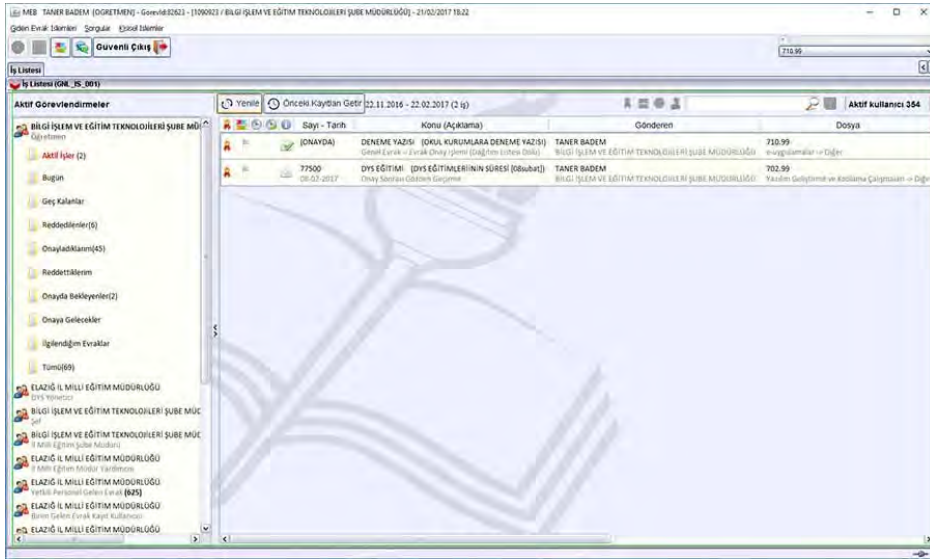 MEB TANER BADEM (OGRETMEN) - GorevId:82623 - [1090923 / BİLGİ İŞLEM VE EĞİTİM TEKNOLOJİLERİ ŞUBE MÜDÜRLÜĞÜ] - 21/02/2017 18:22
Giden Evrak İşlemleri Sorgular Kişisel İşlemler
Güvenli Çıkış
710.99
İş Listesi
İş Listesi (GNL_IS_001)
Aktif Görevlendirmeler
Yenile Önceki Kayıtları Getir 22.11.2016 - 22.02.2017 (2 iş) Aktif kullanıcı 354
Sayı - Tarih Konu (Açıklama) Gönderen Dosya
BİLGİ İŞLEM VE EĞİTİM TEKNOLOJİLERİ ŞUBE MÜ
Öğretmen
(ONAYDA) DENEME YAZISI (OKUL KURUMLARA DENEME YAZISI) TANER BADEM 710.99
Genel Evrak -- Evrak Onay İşlemi (Dağıtım Listesi Dolu) BİLGİ İŞLEM VE EĞİTİM TEKNOLOJİLERİ ŞUBE MÜDÜRLÜĞÜ e-uygulamalar -> Diğer
77500 DYS EĞİTİMİ (DYS EĞİTİMLERİNİN SÜRESİ [08subat]) TANER BADEM 702.99
08-02-2017 Onay Sonrası Gözden Geçirme BİLGİ İŞLEM VE EĞİTİM TEKNOLOJİLERİ ŞUBE MÜDÜRLÜĞÜ Yazılım Geliştirme ve Kodlama Çalışmaları -> Diğe
Aktif İşler (2)
Bugün
Geç Kalanlar
Reddedilenler(6)
Onayladıklarım(45)
Reddettiklerim
Onayda Bekleyenler(2)
Onaya Gelecekler
İlgilendiğim Evraklar
Tümü(69)
ELAZIĞ İL MİLLİ EĞİTİM MÜDÜRLÜĞÜ
DYS Yönetici
BİLGİ İŞLEM VE EĞİTİM TEKNOLOJİLERİ ŞUBE MÜD
Şef
BİLGİ İŞLEM VE EĞİTİM TEKNOLOJİLERİ ŞUBE MÜD
İl Milli Eğitim Şube Müdürü
ELAZIĞ İL MİLLİ EĞİTİM MÜDÜRLÜĞÜ
İl Milli Eğitim Müdür Yardımcısı
ELAZIĞ İL MİLLİ EĞİTİM MÜDÜRLÜĞÜ
Yetkili Personel Gelen Evrak (625)
ELAZIĞ İL MİLLİ EĞİTİM MÜDÜRLÜĞÜ
Birim Gelen Evrak Kayıt Kullanıcısı
ELAZIĞ İL MİLLİ EĞİTİM MÜDÜRLÜĞÜ